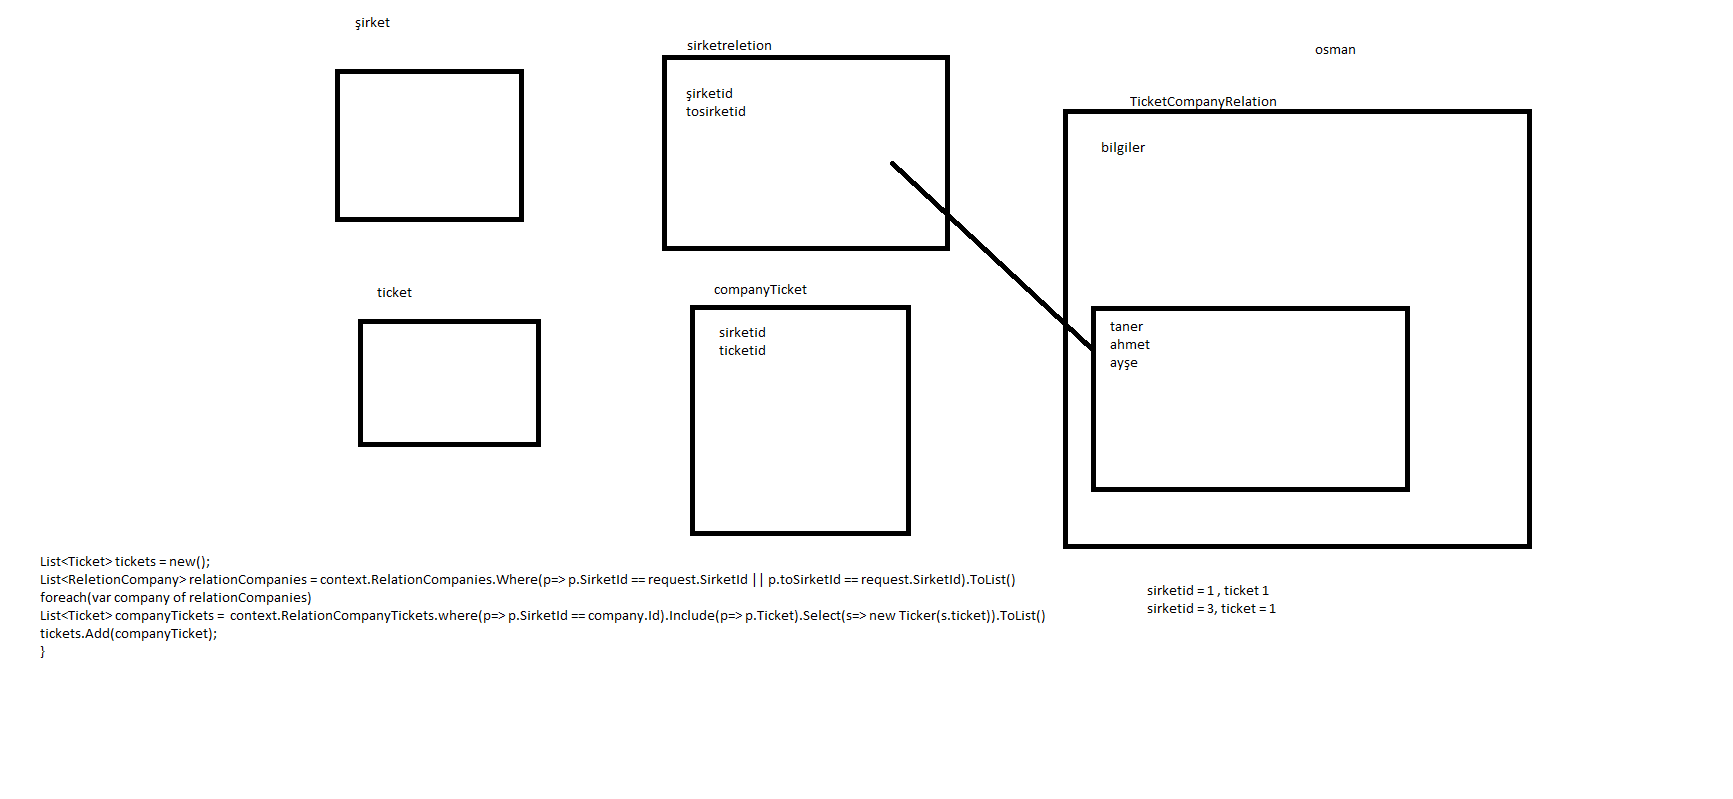 şirket
sirketreletion
şirketid
tosirketid
osman
TicketCompanyRelation
bilgiler
ticket
companyTicket
sirketid
ticketid
taner
ahmet
ayşe
List<Ticket> tickets = new();
List<ReletionCompany> relationCompanies = context.RelationCompanies.Where(p=> p.SirketId == request.SirketId || p.toSirketId == request.SirketId).ToList()
foreach(var company of relationCompanies)
List<Ticket> companyTickets = context.RelationCompanyTickets.where(p=> p.SirketId == company.Id).Include(p=> p.Ticket).Select(s=> new Ticker(s.ticket)).ToList()
tickets.Add(companyTicket);
}
sirketid = 1 , ticket 1
sirketid = 3, ticket = 1